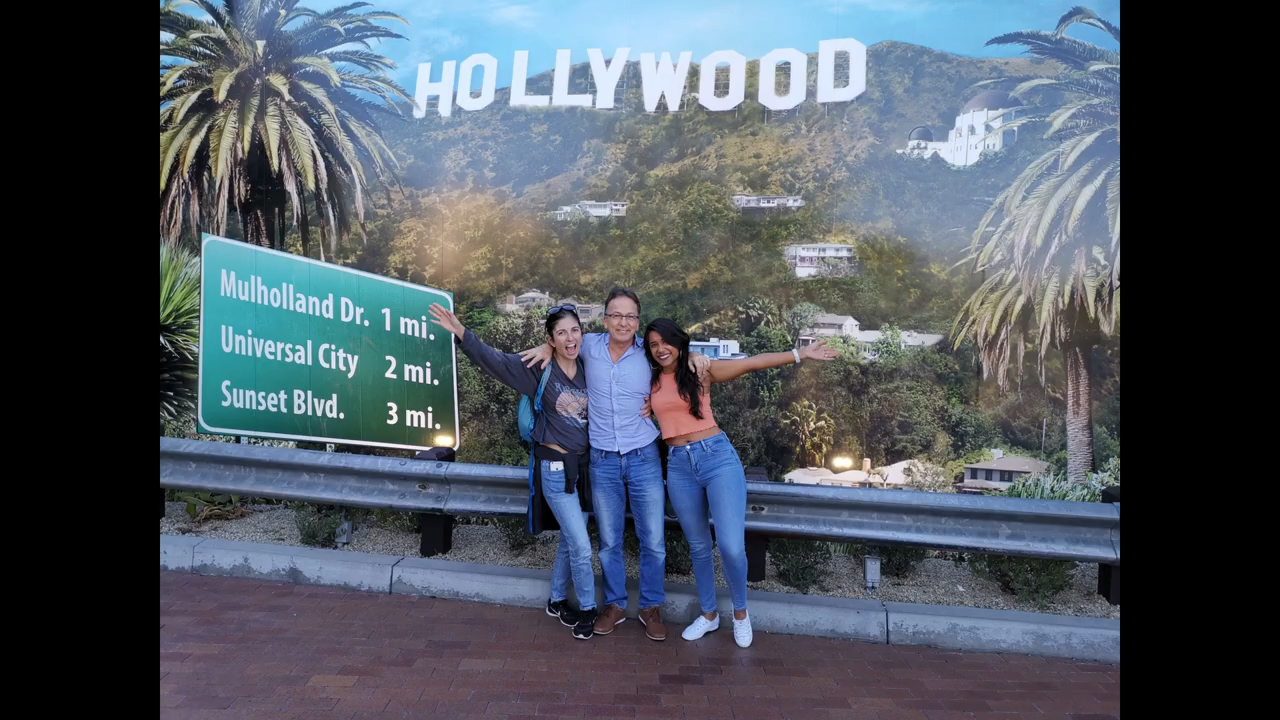 HOLLYWOOD
Mulholland Dr. 1 mi.
Universal City 2 mi.
Sunset Blvd. 3 mi.